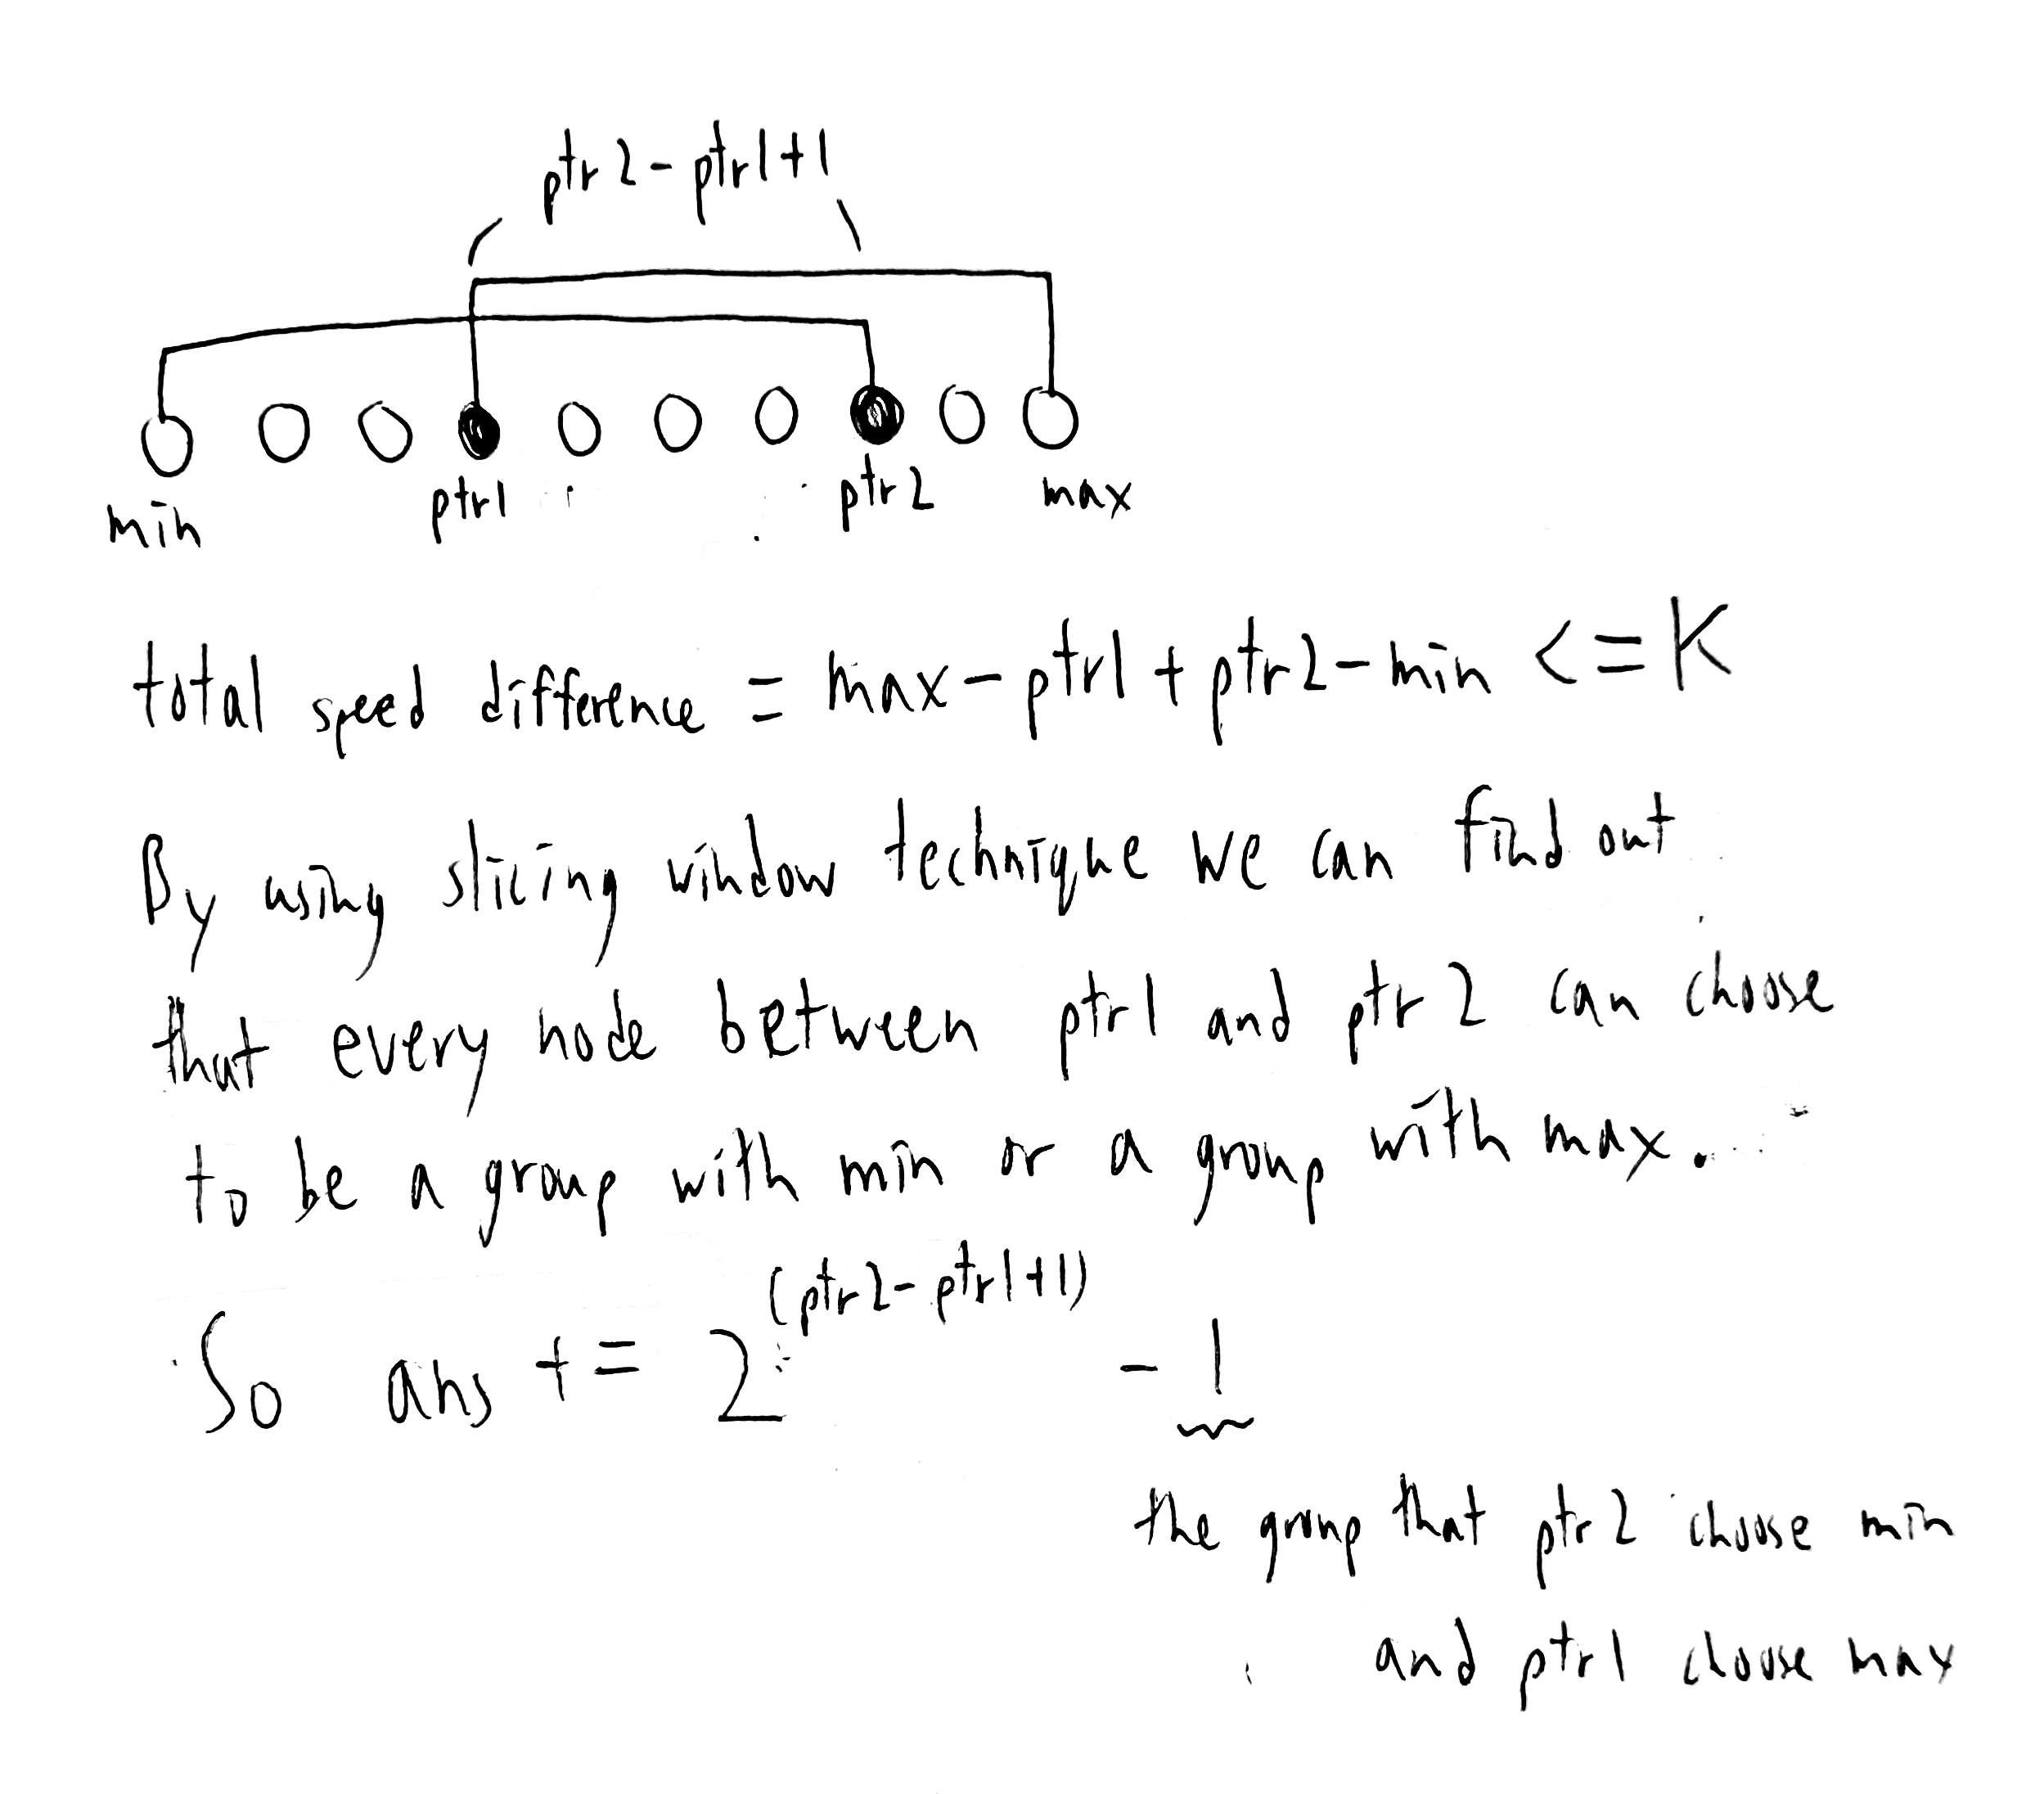 ptr2-ptr1+1
min ptr1 ptr2 max
total speed difference = max-ptr1+ptr2-min <=K
By using slicing window technique we can find out
that every node between ptr1 and ptr2 can choose
to be a group with min or a group with max.
(ptr2-ptr1+1)
So ans += 2 - 1
the group that ptr2 choose min
and ptr1 choose max